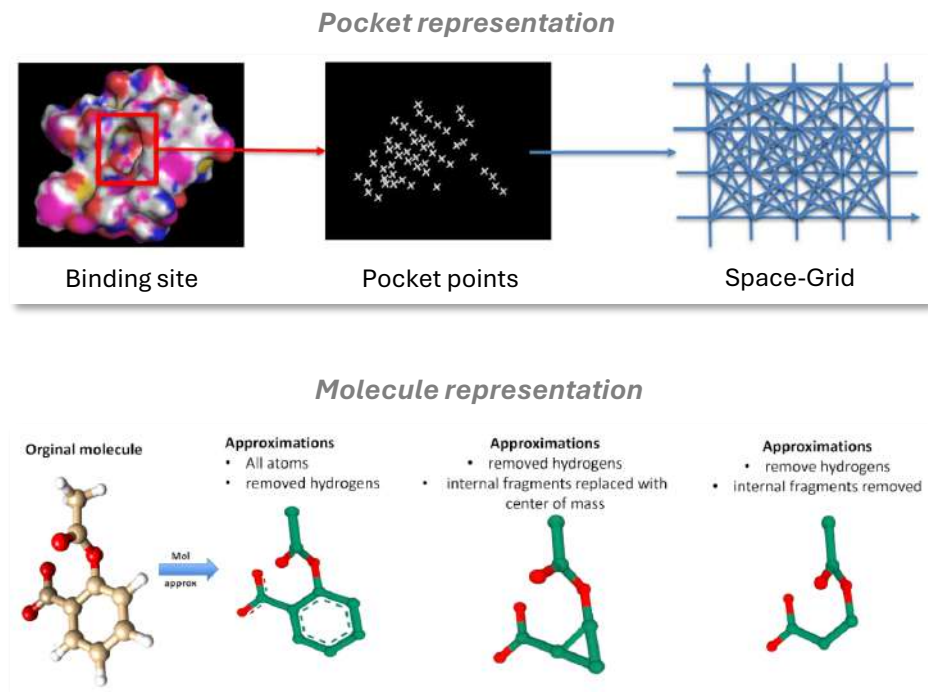 Pocket representation
Binding site
Pocket points
Space-Grid
Molecule representation
Orginal molecule
Mol
approx
Approximations
• All atoms
• removed hydrogens
Approximations
• removed hydrogens
• internal fragments replaced with
center of mass
Approximations
• remove hydrogens
• internal fragments removed